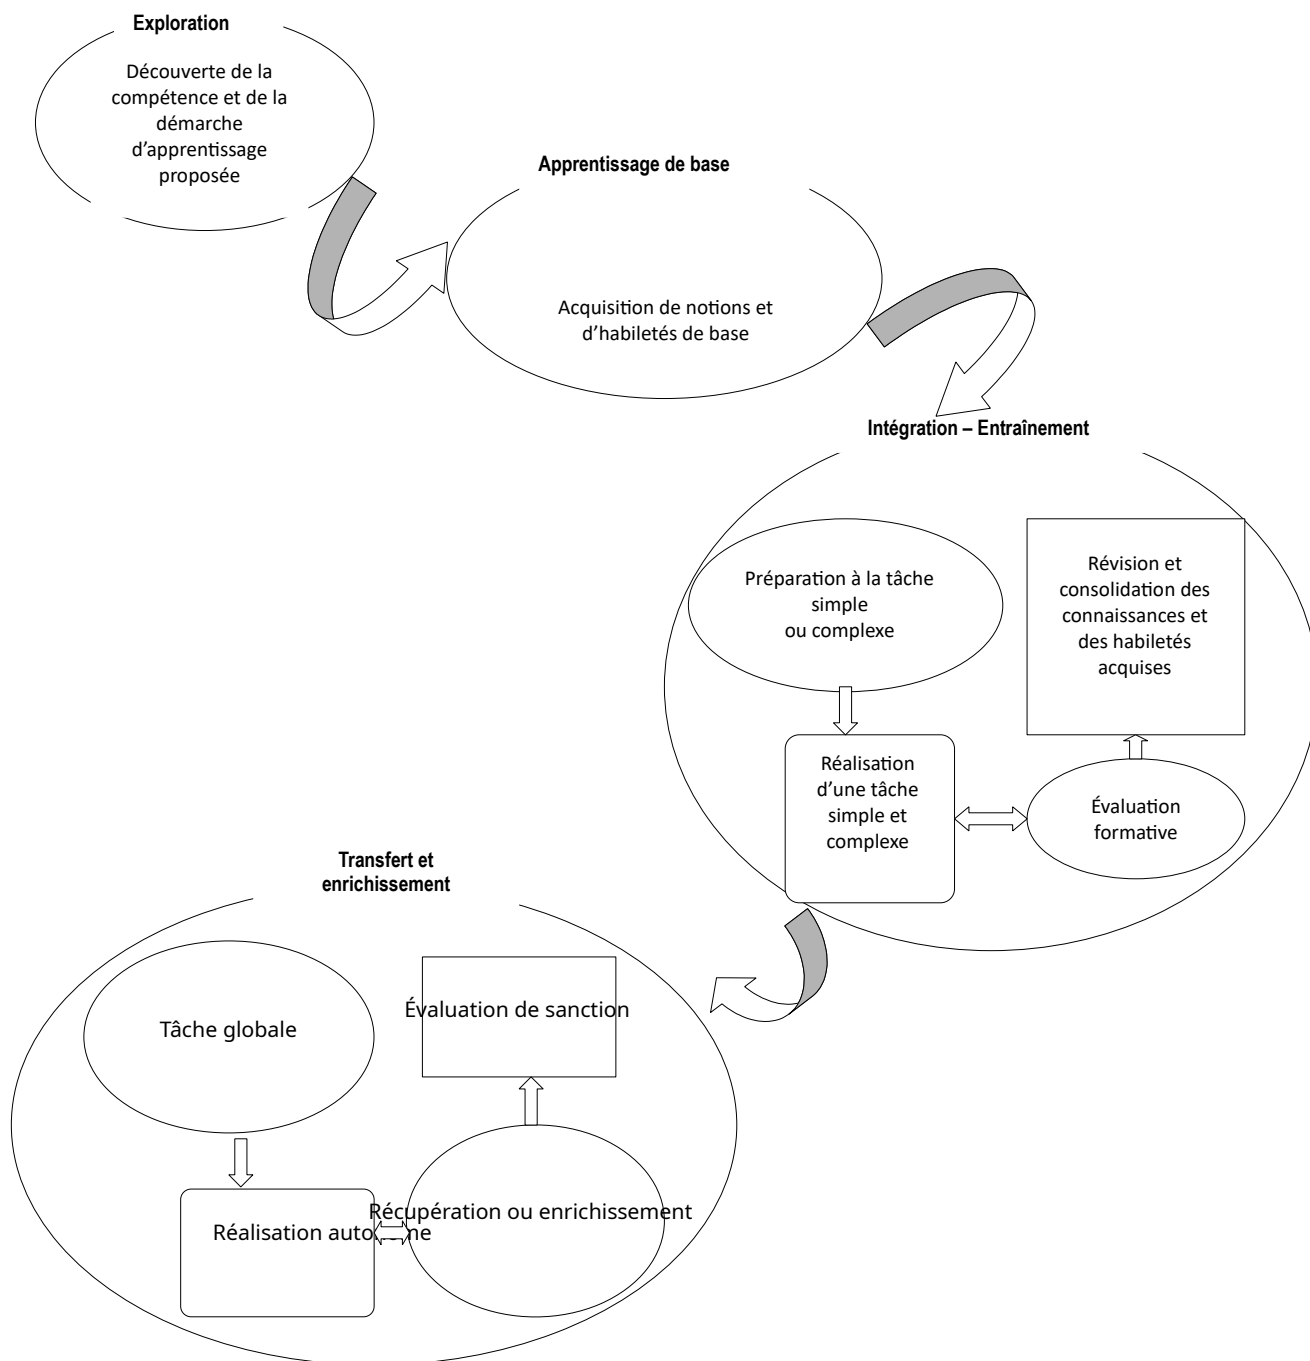 Exploration
Découverte de la
compétence et de la
démarche
d'apprentissage
proposée
Apprentissage de base
Acquisition de notions et
d’habiletés de base
Intégration – Entraînement
Préparation à la tâche
simple
ou complexe
Révision et
consolidation des
connaissances et
des habiletés
acquises
Réalisation
d’une tâche
simple et
complexe
Évaluation
formative
Transfert et
enrichissement
Tâche globale
Évaluation de sanction
Récupération ou enrichissement
Réalisation autonome